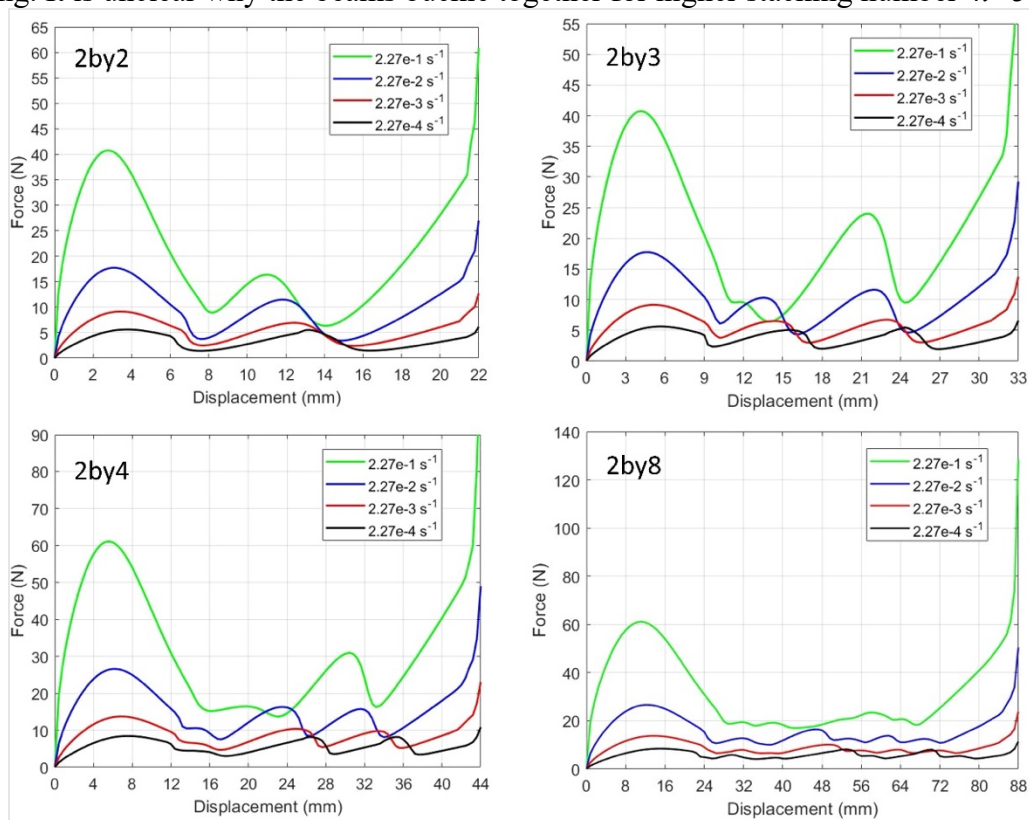 2by2
2.27e-1 s⁻¹
2.27e-2 s⁻¹
2.27e-3 s⁻¹
2.27e-4 s⁻¹
65
60
55
50
45
40
35
30
25
20
15
10
5
0
Force (N)
0 2 4 6 8 10 12 14 16 18 20 22
Displacement (mm)
2by3
2.27e-1 s⁻¹
2.27e-2 s⁻¹
2.27e-3 s⁻¹
2.27e-4 s⁻¹
55
50
45
40
35
30
25
20
15
10
5
0
Force (N)
0 3 6 9 12 15 18 21 24 27 30 33
Displacement (mm)
2by4
2.27e-1 s⁻¹
2.27e-2 s⁻¹
2.27e-3 s⁻¹
2.27e-4 s⁻¹
90
80
70
60
50
40
30
20
10
0
Force (N)
0 4 8 12 16 20 24 28 32 36 40 44
Displacement (mm)
2by8
2.27e-1 s⁻¹
2.27e-2 s⁻¹
2.27e-3 s⁻¹
2.27e-4 s⁻¹
140
120
100
80
60
40
20
0
Force (N)
0 8 16 24 32 40 48 56 64 72 80 88
Displacement (mm)